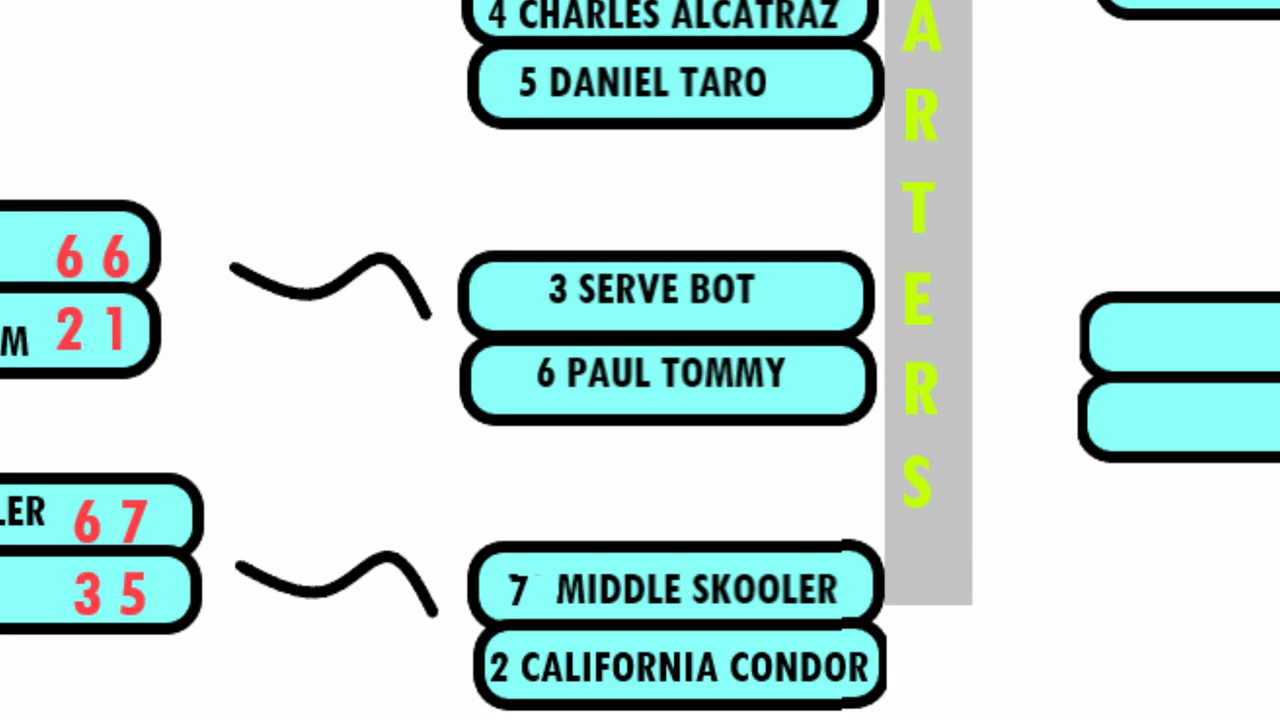 4 CHARLES ALCATRAZ
5 DANIEL TARO
6 6
M 2 1
3 SERVE BOT
6 PAUL TOMMY
LER 6 7
3 5
7 MIDDLE SKOOLER
2 CALIFORNIA CONDOR
A
R
T
E
R
S